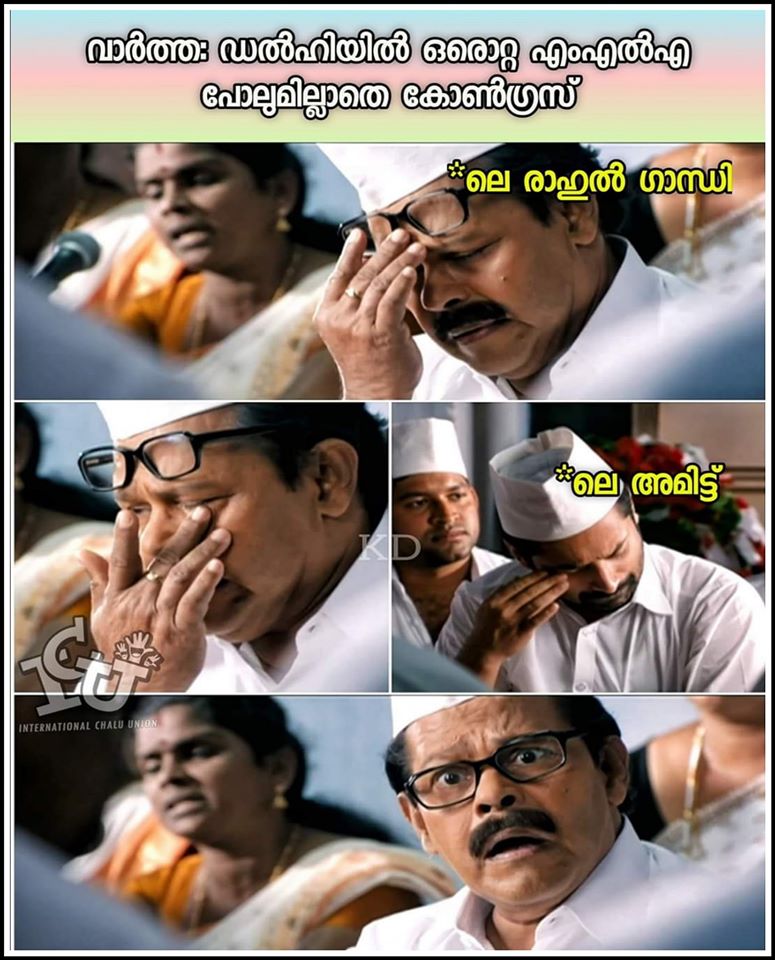 വാർത്ത: ഡൽഹിയിൽ ഒരൊറ്റ എംഎൽഎ
പോലുമില്ലാതെ കോൺഗ്രസ്
*ലെ രാഹുൽ ഗാന്ധി
*ലെ അമിട്ട്
KD
ICU
INTERNATIONAL CHALU UNION